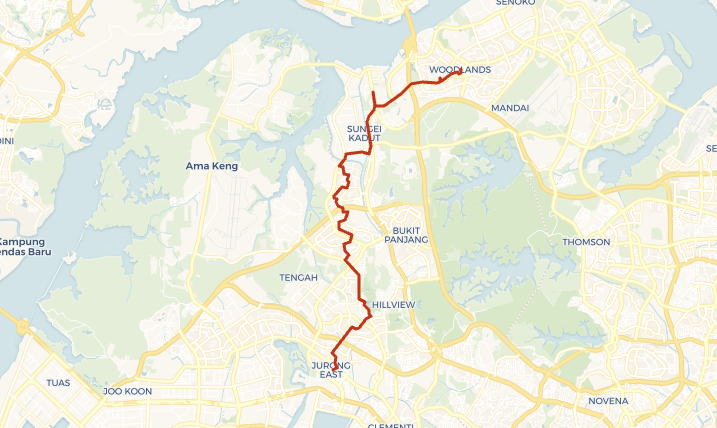 SENOKO
WOODLANDS
MANDAI
SUNGEI
KADUT
DINI
SE
Ama Keng
BUKIT
PANJANG
Kampung
endas Baru
THOMSON
TENGAH
HILLVIEW
JURONG
EAST
TUAS
JOO KOON
NOVENA
CLEMENTI